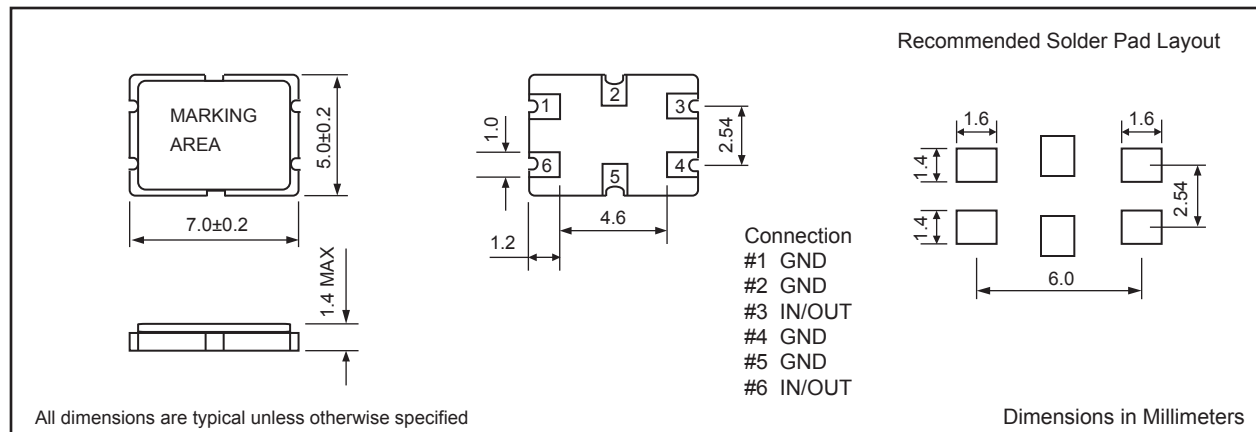 Recommended Solder Pad Layout
MARKING
AREA
5.0±0.2
7.0±0.2
1.4 MAX
1
2
3
6
5
4
1.0
2.54
4.6
1.2
1.6
1.6
1.4
1.4
2.54
6.0
Connection
#1 GND
#2 GND
#3 IN/OUT
#4 GND
#5 GND
#6 IN/OUT
All dimensions are typical unless otherwise specified
Dimensions in Millimeters